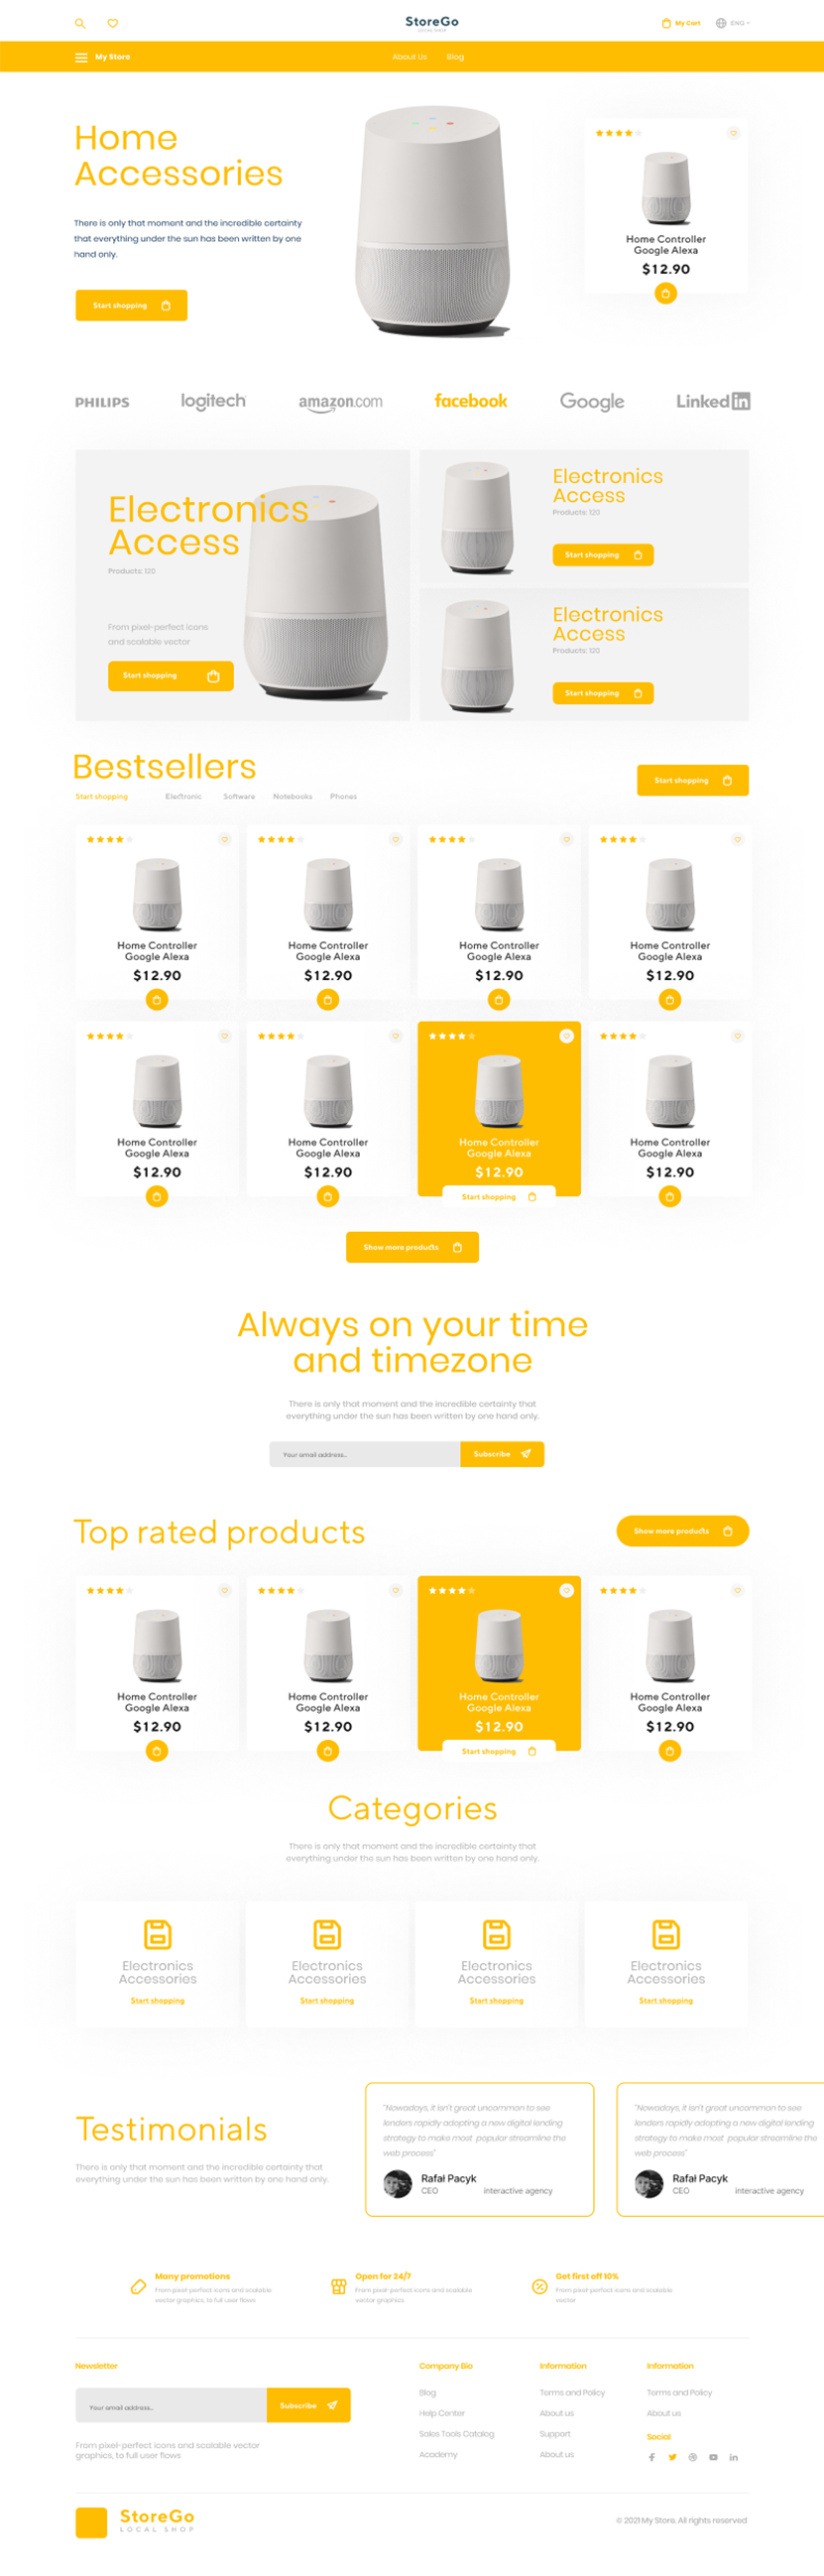 StoreGo
LOCAL SHOP
My Cart
ENG
My Store
About Us
Blog
Home
Accessories
There is only that moment and the incredible certainty
that everything under the sun has been written by one
hand only.
Start shopping
Home Controller
Google Alexa
$12.90
PHILIPS
logitech
amazon.com
facebook
Google
Linked in
Electronics
Access
Products: 120
From pixel-perfect icons
and scalable vector
Start shopping
Electronics
Access
Products: 120
Start shopping
Electronics
Access
Products: 120
Start shopping
Bestsellers
Start shopping
Electronic
Software
Notebooks
Phones
Start shopping
Home Controller
Google Alexa
$12.90
Home Controller
Google Alexa
$12.90
Home Controller
Google Alexa
$12.90
Home Controller
Google Alexa
$12.90
Home Controller
Google Alexa
$12.90
Home Controller
Google Alexa
$12.90
Home Controller
Google Alexa
$12.90
Start shopping
Home Controller
Google Alexa
$12.90
Show more products
Always on your time
and timezone
There is only that moment and the incredible certainty that
everything under the sun has been written by one hand only.
Your email address...
Subscribe
Top rated products
Show more products
Home Controller
Google Alexa
$12.90
Home Controller
Google Alexa
$12.90
Home Controller
Google Alexa
$12.90
Start shopping
Home Controller
Google Alexa
$12.90
Categories
There is only that moment and the incredible certainty that
everything under the sun has been written by one hand only.
Electronics
Accessories
Start shopping
Electronics
Accessories
Start shopping
Electronics
Accessories
Start shopping
Electronics
Accessories
Start shopping
Testimonials
There is only that moment and the incredible certainty that
everything under the sun has been written by one hand only.
"Nowadays, it isn't great uncommon to see
lenders rapidly adopting a new digital lending
strategy to make most popular streamline the
web process"
Rafał Pacyk
CEO
interactive agency
"Nowadays, it isn't great uncommon to see
lenders rapidly adopting a new digital lending
strategy to make most popular streamline the
web process"
Rafał Pacyk
CEO
interactive agency
Many promotions
From pixel-perfect icons and scalable
vector graphics, to full user flows
Open for 24/7
From pixel-perfect icons and scalable
vector graphics
Get first off 10%
From pixel-perfect icons and scalable
vector
Newsletter
Your email address...
Subscribe
From pixel-perfect icons and scalable vector
graphics, to full user flows
Company Bio
Blog
Help Center
Sales Tools Catalog
Academy
Information
Terms and Policy
About us
Support
About us
Information
Terms and Policy
About us
Social
StoreGo
LOCAL SHOP
© 2021 My Store. All rights reserved